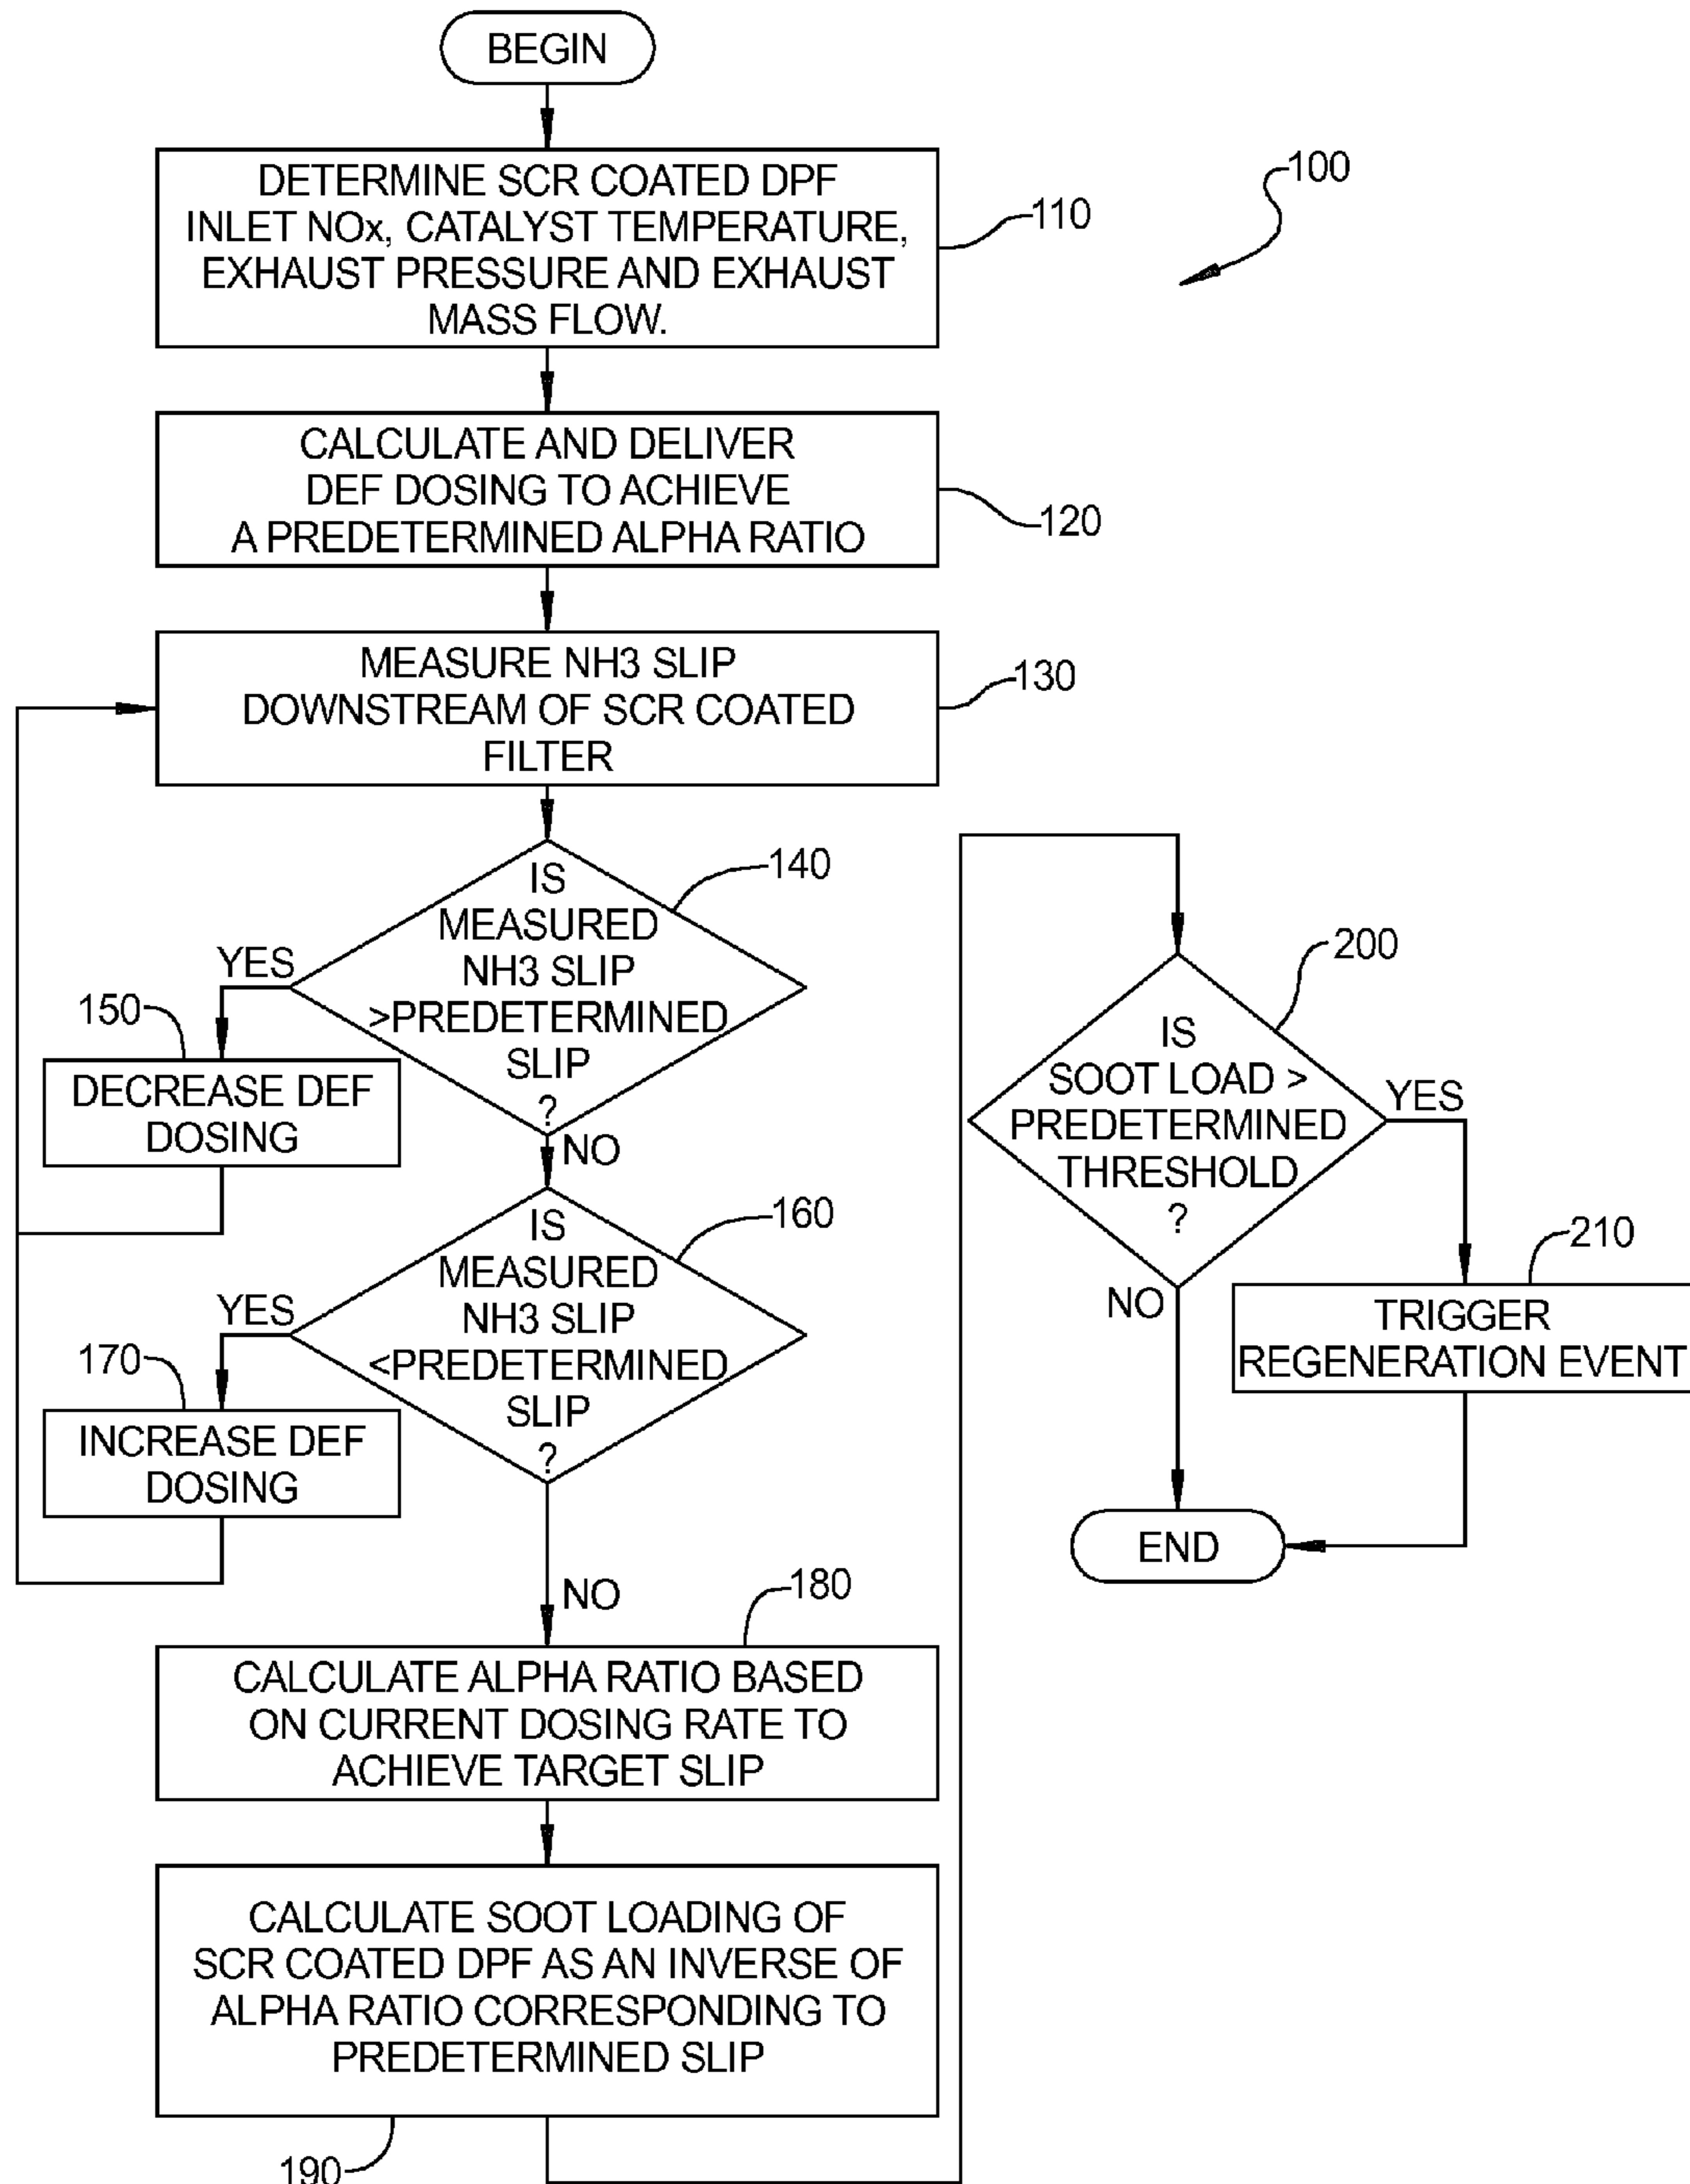 BEGIN
100
DETERMINE SCR COATED DPF
INLET NOx, CATALYST TEMPERATURE,
EXHAUST PRESSURE AND EXHAUST
MASS FLOW.
110
CALCULATE AND DELIVER
DEF DOSING TO ACHIEVE
A PREDETERMINED ALPHA RATIO
120
MEASURE NH3 SLIP
DOWNSTREAM OF SCR COATED
FILTER
130
IS
MEASURED
NH3 SLIP
>PREDETERMINED
SLIP
?
140
YES
150
DECREASE DEF
DOSING
NO
IS
MEASURED
NH3 SLIP
<PREDETERMINED
SLIP
?
160
YES
170
INCREASE DEF
DOSING
NO
180
CALCULATE ALPHA RATIO BASED
ON CURRENT DOSING RATE TO
ACHIEVE TARGET SLIP
CALCULATE SOOT LOADING OF
SCR COATED DPF AS AN INVERSE OF
ALPHA RATIO CORRESPONDING TO
PREDETERMINED SLIP
190
200
IS
SOOT LOAD >
PREDETERMINED
THRESHOLD
?
YES
NO
210
TRIGGER
REGENERATION EVENT
END